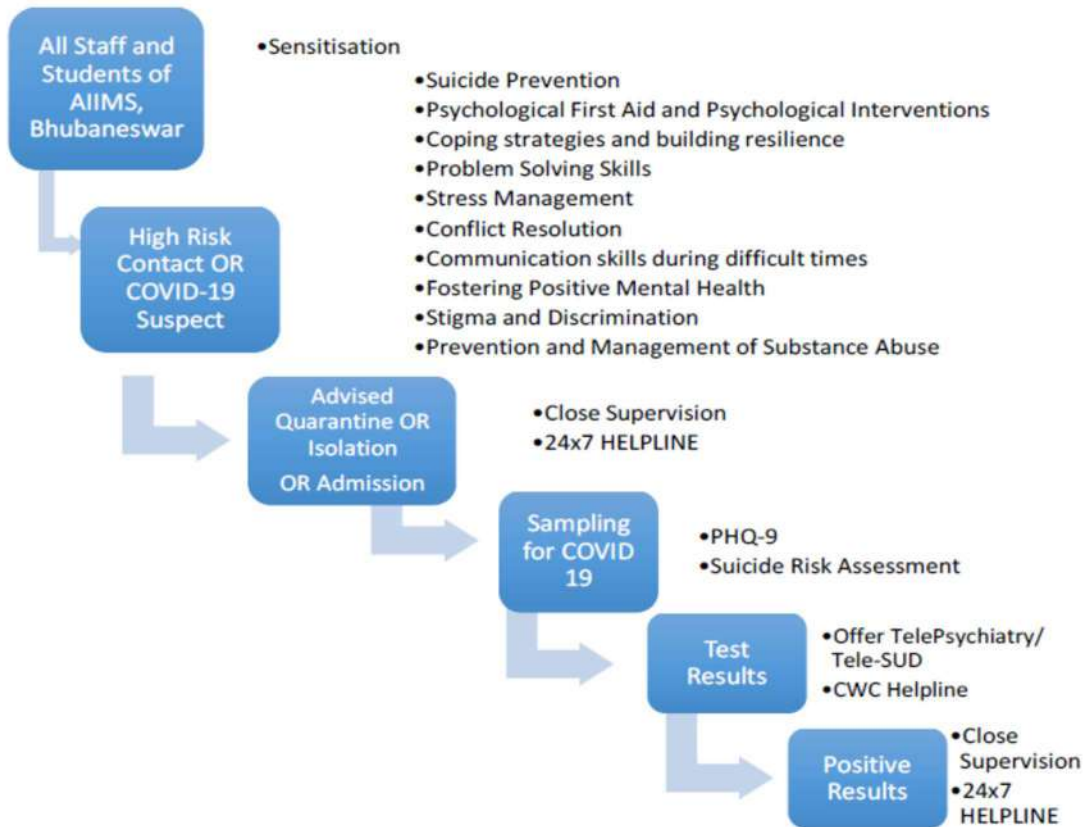 All Staff and
Students of
AIIMS,
Bhubaneswar
•Sensitisation
High Risk
Contact OR
COVID-19
Suspect
•Suicide Prevention
•Psychological First Aid and Psychological Interventions
•Coping strategies and building resilience
•Problem Solving Skills
•Stress Management
•Conflict Resolution
•Communication skills during difficult times
•Fostering Positive Mental Health
•Stigma and Discrimination
•Prevention and Management of Substance Abuse
Advised
Quarantine OR
Isolation
OR Admission
•Close Supervision
•24x7 HELPLINE
Sampling
for COVID
19
•PHQ-9
•Suicide Risk Assessment
Test
Results
•Offer TelePsychiatry/
Tele-SUD
•CWC Helpline
Positive
Results
•Close
Supervision
•24x7
HELPLINE